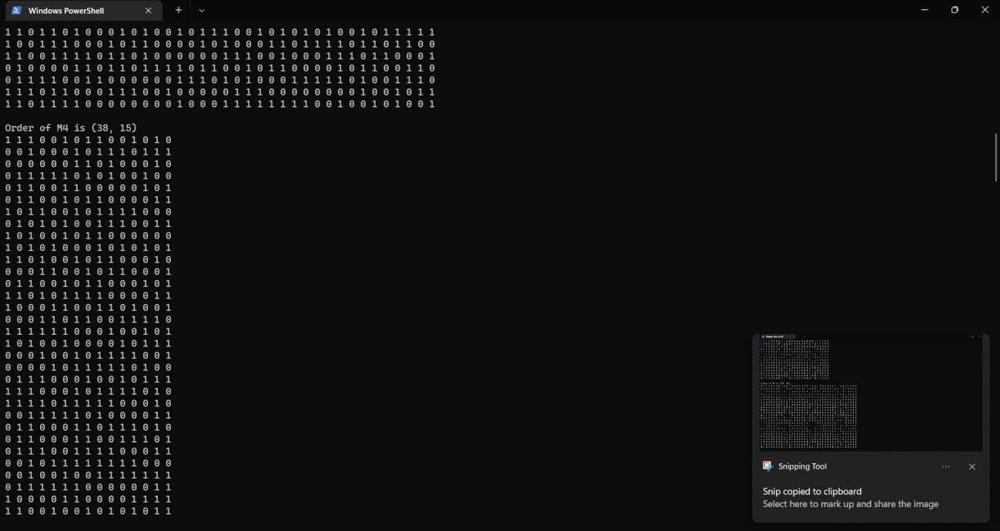 Windows PowerShell
1 1 0 1 1 0 1 0 0 0 1 0 1 0 0 1 0 1 1 1 0 0 1 0 1 0 1 0 1 0 0 1 0 1 1 1 1 1
1 0 0 1 1 1 0 0 0 1 0 1 1 0 0 0 0 1 0 1 0 0 0 1 1 0 1 1 1 1 0 1 1 0 1 1 0 0
1 1 0 0 1 1 1 1 0 1 1 0 1 0 0 0 0 0 0 1 1 1 0 0 1 0 0 0 1 1 1 0 1 1 0 0 0 1
0 1 0 0 0 0 1 1 0 1 1 0 1 1 1 1 0 1 1 0 0 1 0 1 1 0 0 0 0 1 0 1 1 0 0 1 1 0
0 1 1 1 1 0 0 1 1 0 0 0 0 0 0 1 1 1 0 1 0 1 0 0 0 1 1 1 1 1 0 1 0 0 1 1 1 0
1 1 1 0 1 1 0 0 0 1 1 1 0 0 1 0 0 0 0 0 1 1 1 0 0 0 0 0 0 0 0 1 0 0 1 0 1 1
1 1 0 1 1 1 1 0 0 0 0 0 0 0 0 1 0 0 0 1 1 1 1 1 1 1 1 0 0 1 0 0 1 0 1 0 0 1
Order of M4 is (38, 15)
1 1 1 0 0 1 0 1 1 0 0 1 0 1 0
0 0 1 0 0 0 1 0 1 1 1 0 1 1 1
0 0 0 0 0 0 1 1 0 1 0 0 0 1 0
0 1 1 1 1 1 0 1 0 1 0 0 1 0 0
0 1 1 0 0 1 1 0 0 0 0 0 1 0 1
0 1 1 0 0 1 0 1 1 0 0 0 0 1 1
1 0 1 1 0 0 1 0 1 1 1 1 0 0 0
0 1 0 1 0 1 0 0 1 1 1 0 0 1 1
1 0 1 0 0 1 0 1 1 0 0 0 0 0 0
1 0 1 0 1 0 0 0 1 0 1 0 1 0 1
1 1 0 1 0 0 1 0 1 1 0 0 0 1 0
0 0 0 1 1 0 0 1 0 1 1 0 0 0 1
0 1 1 0 0 1 0 1 1 0 0 0 1 0 1
1 1 0 1 0 1 1 1 1 0 0 0 0 1 1
1 0 0 0 1 1 0 0 1 1 0 1 0 0 1
0 0 0 1 1 0 1 1 0 0 1 1 1 1 0
1 1 1 1 1 1 0 0 0 1 0 0 1 0 1
1 0 1 0 0 1 0 0 0 0 1 0 1 1 1
0 0 0 1 0 0 1 0 1 1 1 1 0 0 1
0 0 0 0 1 0 1 1 1 1 1 0 1 0 0
0 1 1 1 0 0 0 1 0 0 1 0 1 1 1
1 1 1 0 0 0 1 0 1 1 1 1 0 1 0
1 1 1 1 0 1 1 1 1 1 0 0 0 1 0
0 0 1 1 1 1 1 0 1 0 0 0 0 1 1
0 1 1 0 0 0 1 1 0 1 1 1 0 1 0
0 1 1 0 0 0 1 1 0 0 1 1 1 0 1
0 1 1 1 0 0 1 1 1 1 0 0 0 1 1
0 0 1 0 1 1 1 1 1 1 1 1 0 0 0
0 0 1 0 0 1 0 0 1 1 1 1 1 1 1
0 1 1 1 1 1 1 0 0 0 0 0 0 1 1
1 0 0 0 0 1 1 0 0 0 0 1 1 1 1
1 1 0 0 1 0 0 1 0 1 0 1 0 1 1
Snipping Tool
Snip copied to clipboard
Select here to mark up and share the image